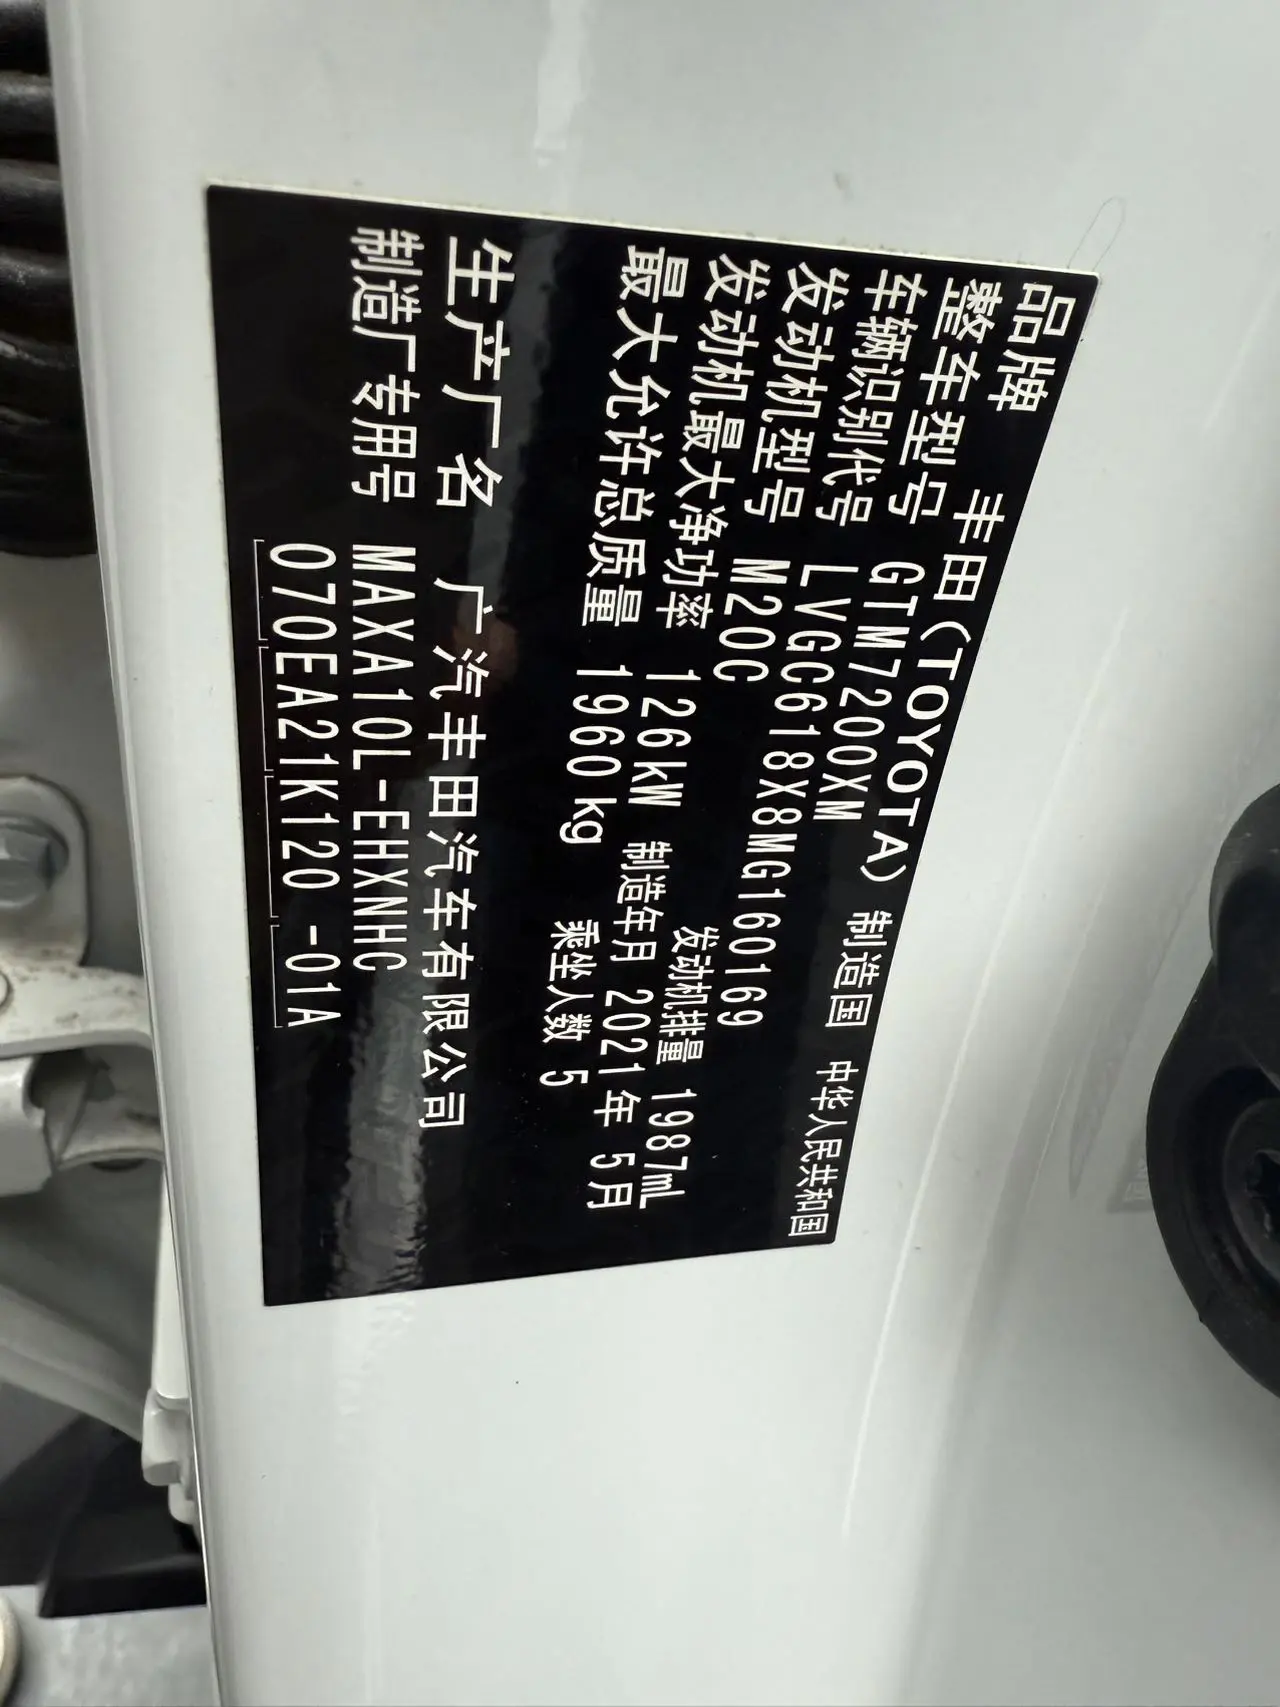 品牌 丰田(TOYOTA) 制造国 中华人民共和国
整车型号 GTM7200XM
车辆识别代号 LVGC618X8MG160169
发动机型号 M20C
发动机最大净功率 126kW 发动机排量 1987mL
最大允许总质量 1960kg 制造年月 2021年 5月
乘坐人数 5
生产厂名 广汽丰田汽车有限公司
制造厂专用号 MAXA10L-EHXNHC
070EA21K120 -01A